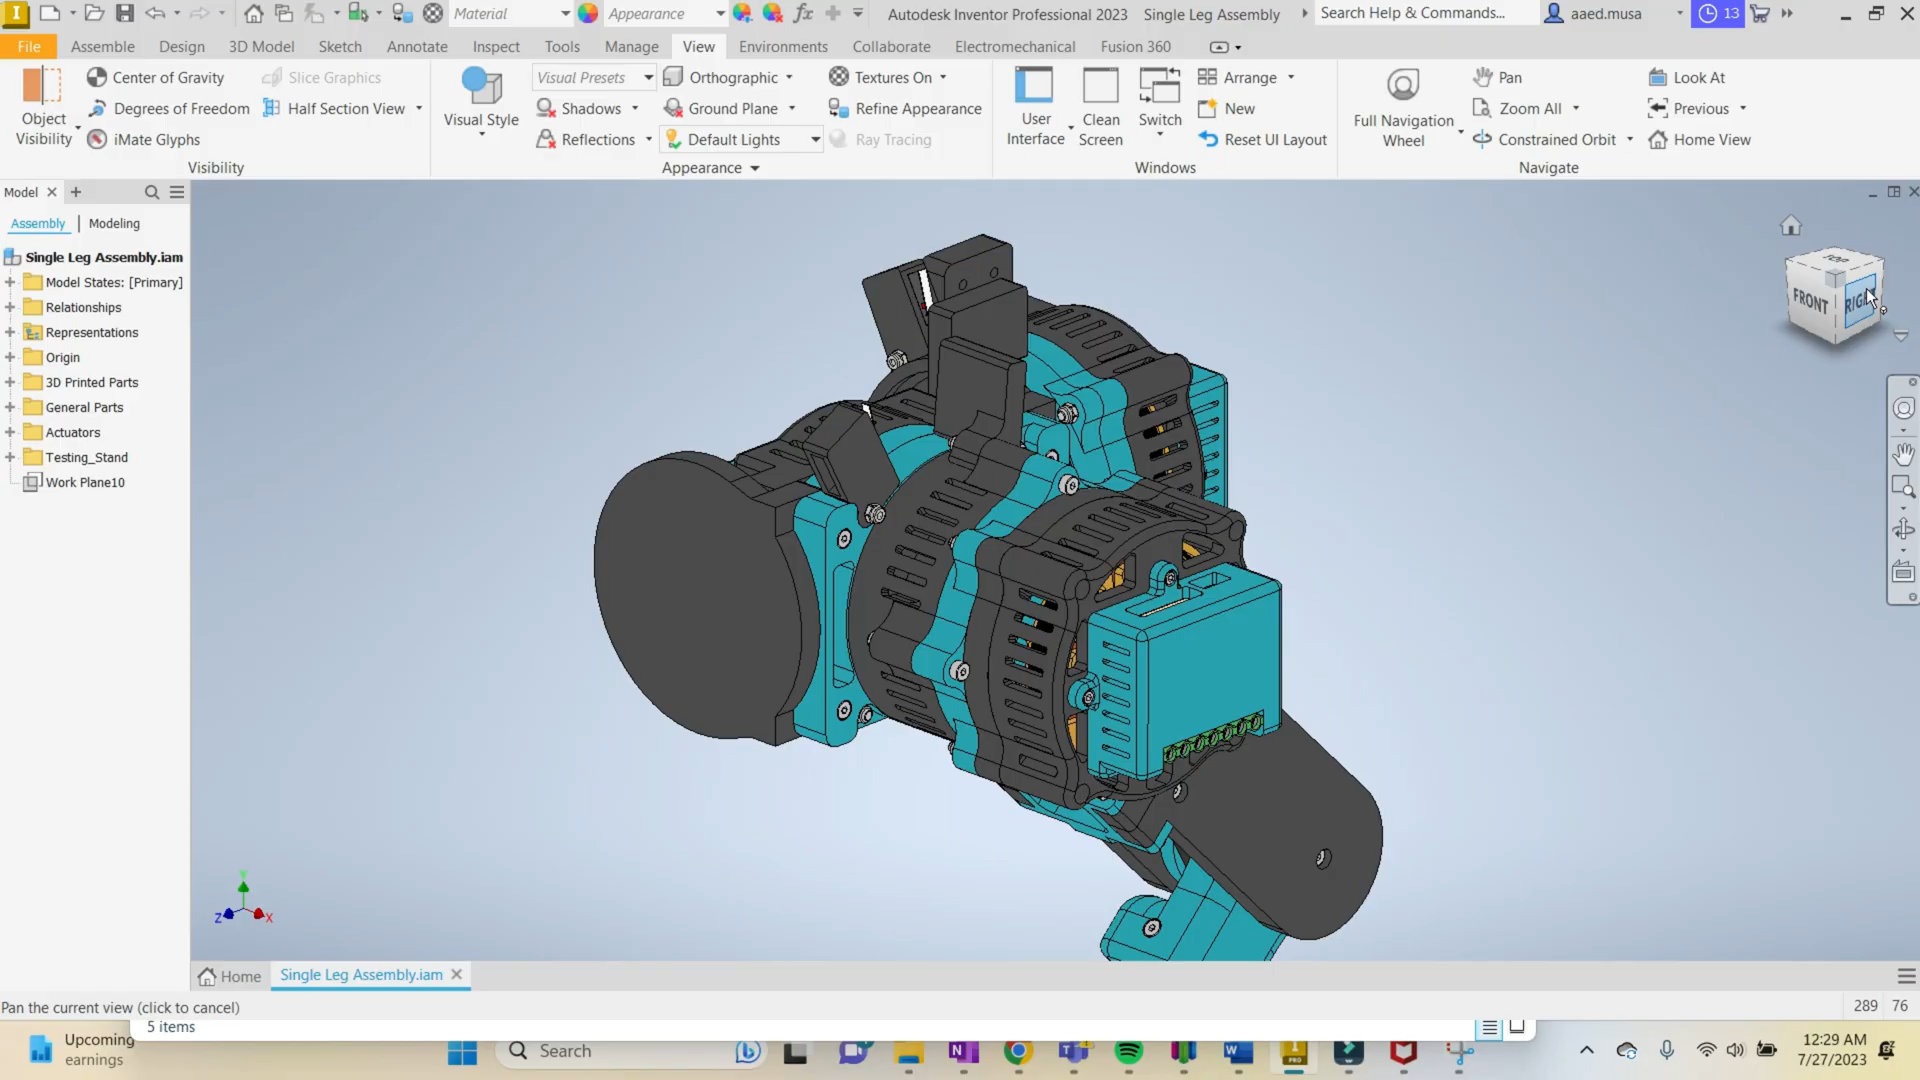 Material
Appearance
Autodesk Inventor Professional 2023 Single Leg Assembly
Search Help & Commands...
aaed.musa
13
File Assemble Design 3D Model Sketch Annotate Inspect Tools Manage View Environments Collaborate Electromechanical Fusion 360
Object Visibility
Center of Gravity
Degrees of Freedom
iMate Glyphs
Slice Graphics
Half Section View
Visibility
Visual Style
Visual Presets
Shadows
Reflections
Orthographic
Ground Plane
Default Lights
Textures On
Refine Appearance
Ray Tracing
Appearance
User Interface
Clean Screen
Switch
Arrange
New
Reset UI Layout
Windows
Full Navigation Wheel
Pan
Zoom All
Constrained Orbit
Look At
Previous
Home View
Navigate
Model
Assembly | Modeling
Single Leg Assembly.iam
Model States: [Primary]
Relationships
Representations
Origin
3D Printed Parts
General Parts
Actuators
Testing_Stand
Work Plane10
TOP
FRONT
RIGHT
Y
Z
X
Home
Single Leg Assembly.iam
Pan the current view (click to cancel)
289 76
5 items
Upcoming
earnings
Search
12:29 AM
7/27/2023